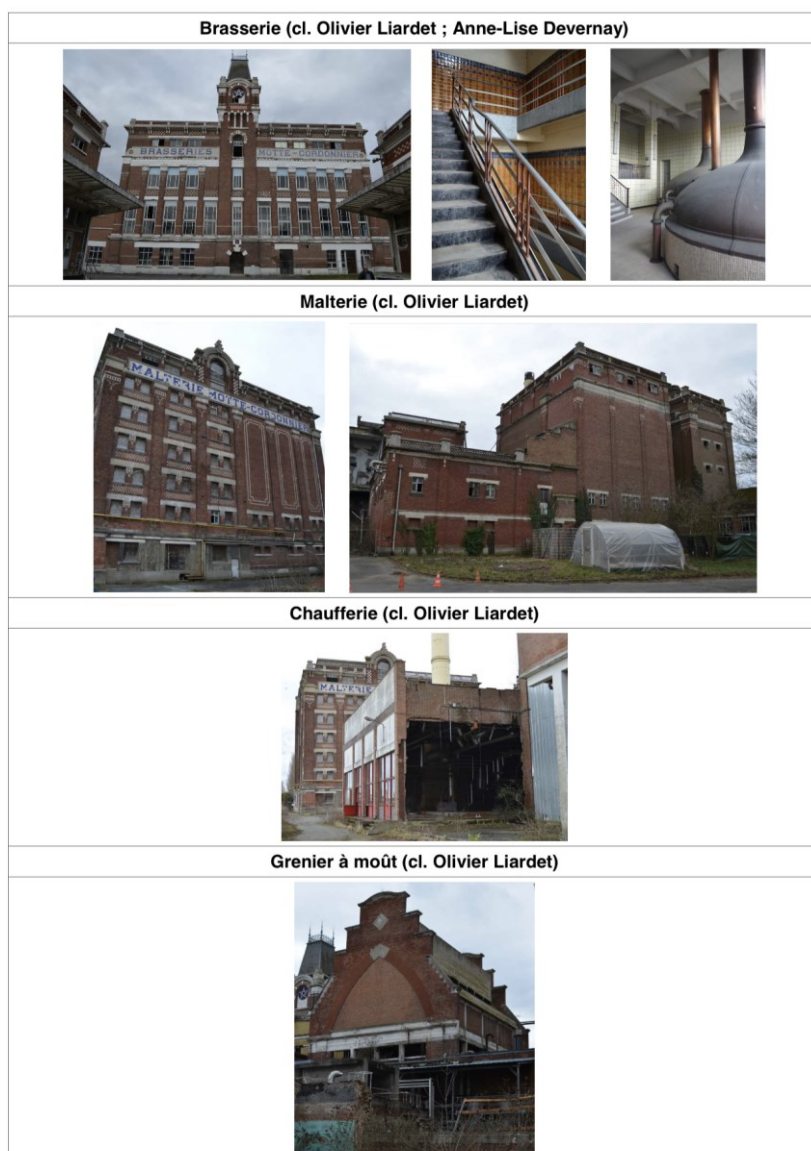 Brasserie (cl. Olivier Liardet ; Anne-Lise Devernay)
BRASSERIES MOTTE-CORDONNIER
Malterie (cl. Olivier Liardet)
MALTERIE MOTTE-CORDONNIER
Chaufferie (cl. Olivier Liardet)
MALTERIE
Grenier à moût (cl. Olivier Liardet)